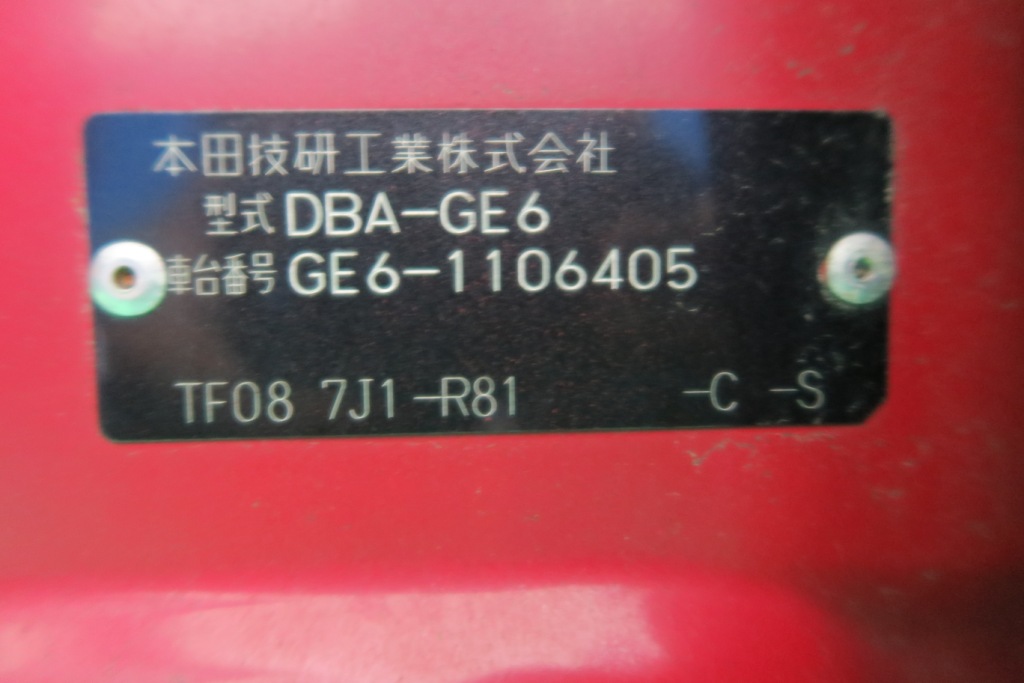 本田技研工業株式会社
型式 DBA-GE6
車台番号 GE6-1106405
TF08 7J1-R81 -C -S